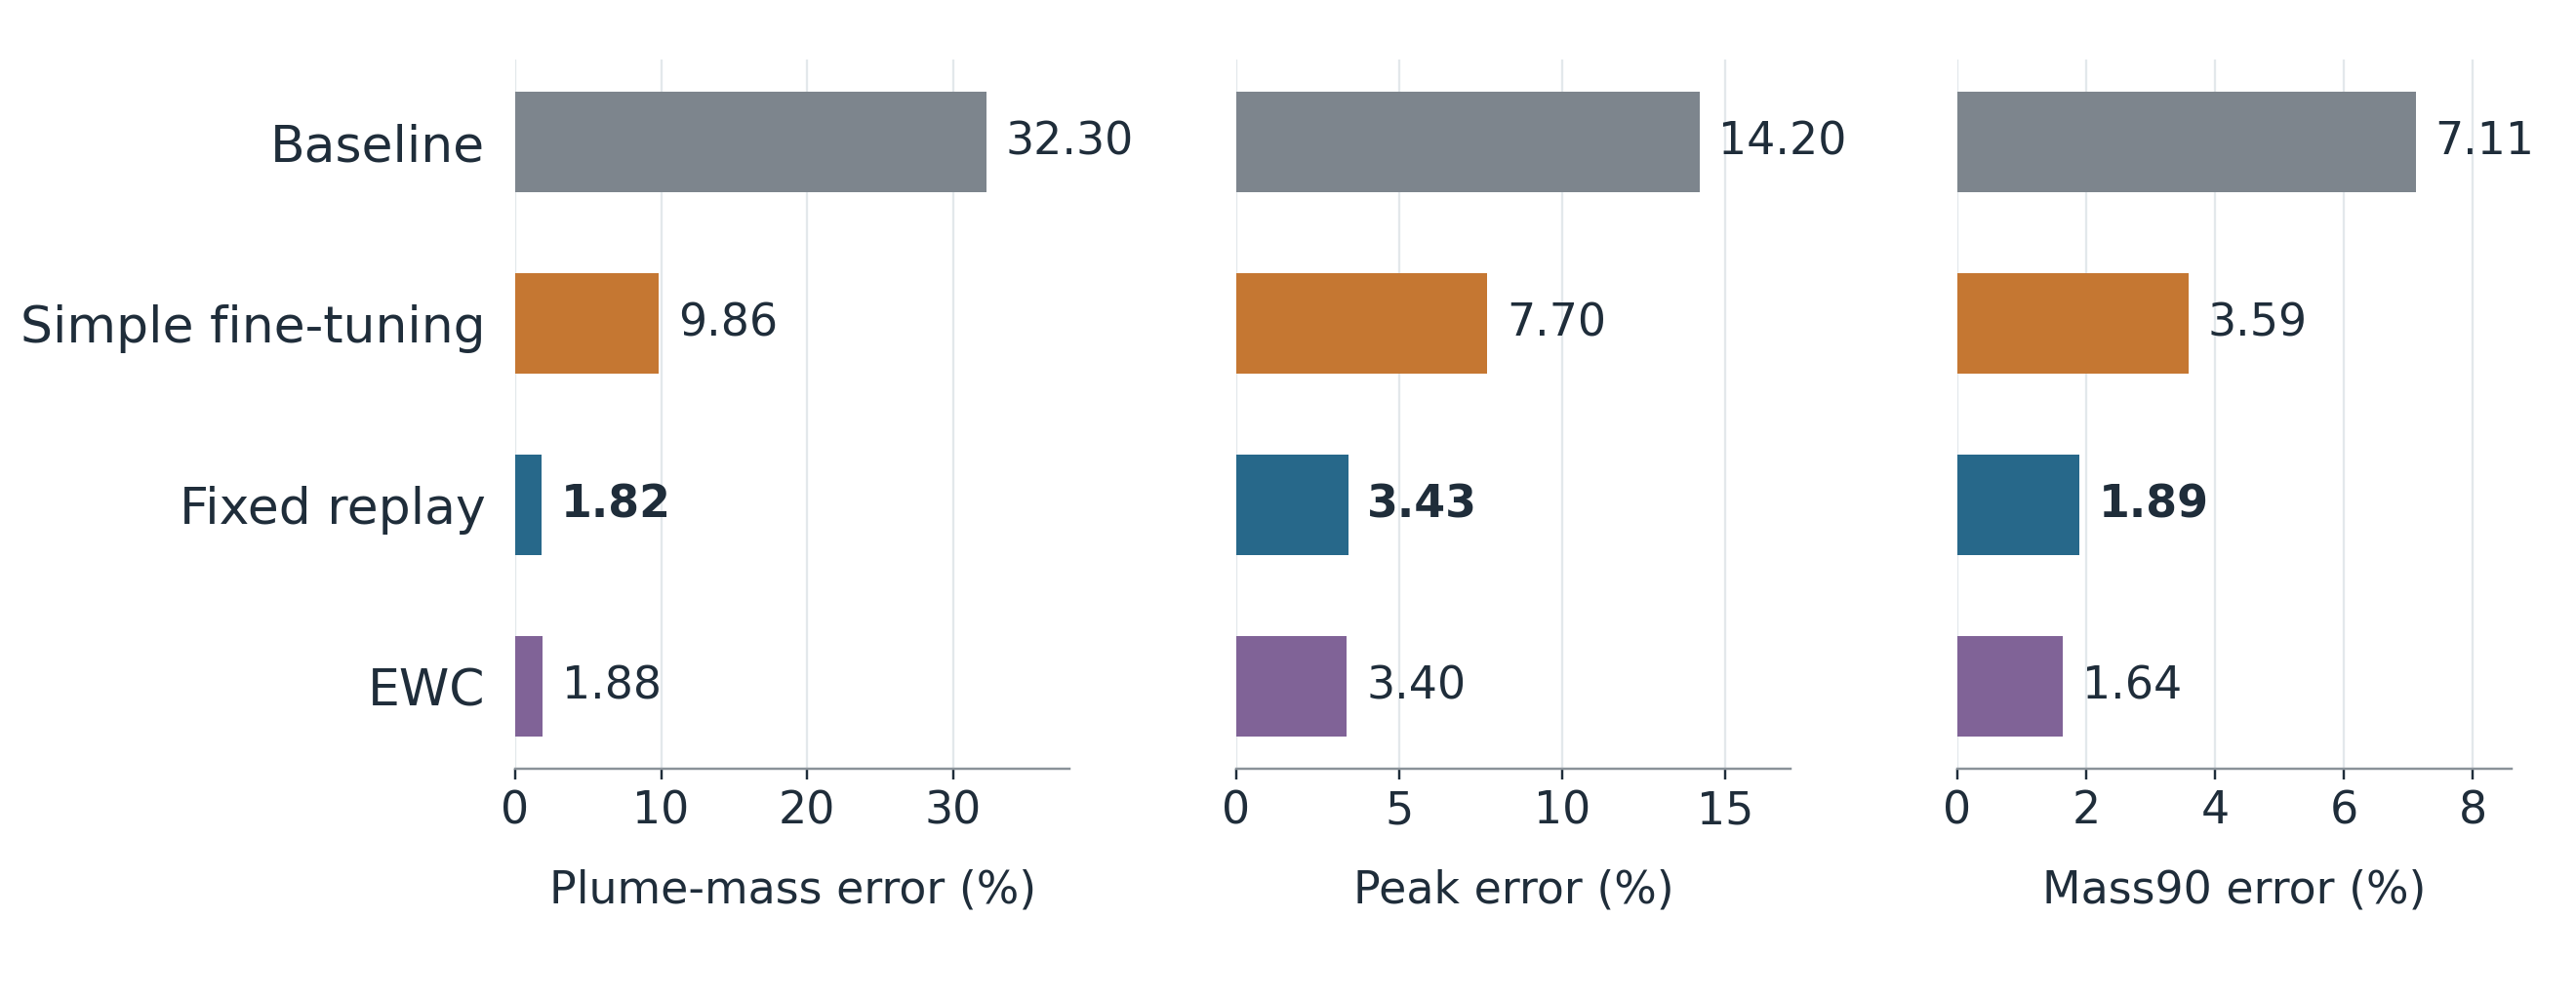 Baseline 32.30 14.20 7.11
Simple fine-tuning 9.86 7.70 3.59
Fixed replay 1.82 3.43 1.89
EWC 1.88 3.40 1.64
0 10 20 30 0 5 10 15 0 2 4 6 8
Plume-mass error (%) Peak error (%) Mass90 error (%)